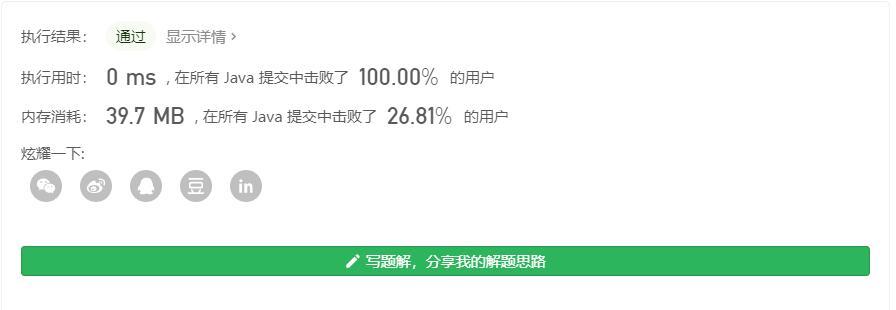 执行结果： 通过 显示详情 ›
执行用时： 0 ms , 在所有 Java 提交中击败了 100.00% 的用户
内存消耗： 39.7 MB , 在所有 Java 提交中击败了 26.81% 的用户
炫耀一下:
豆 in
写题解，分享我的解题思路